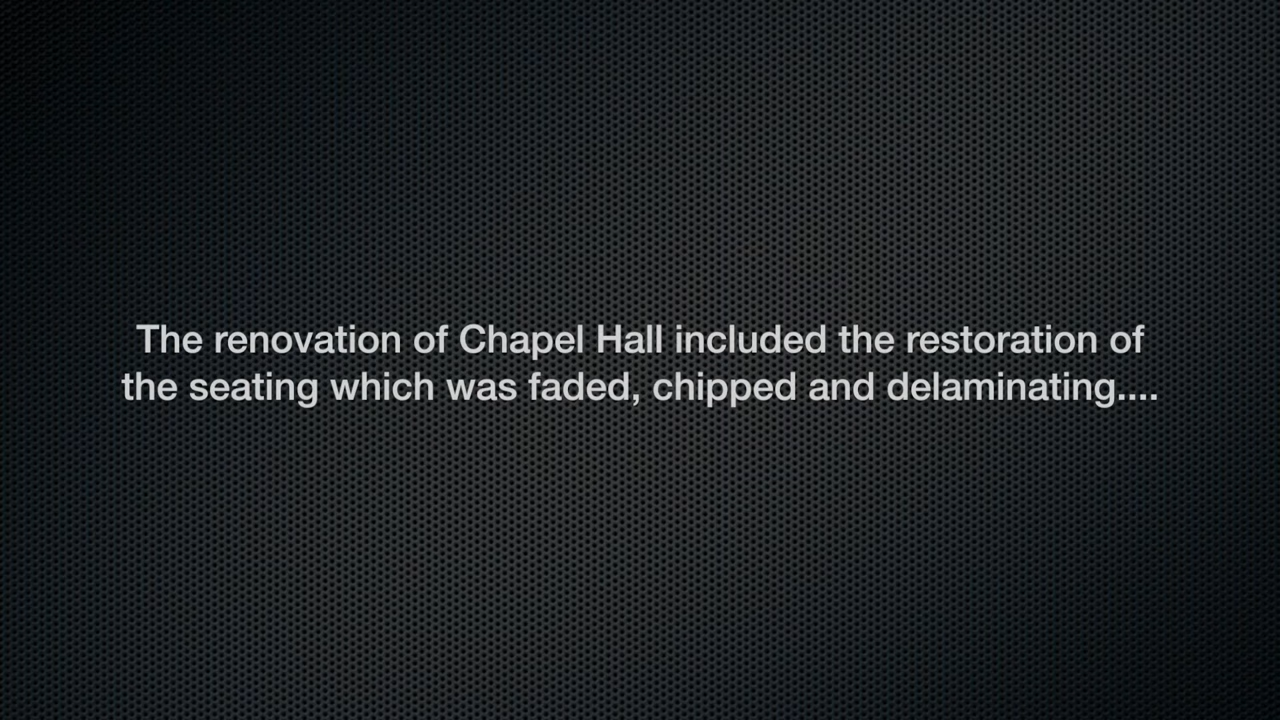 The renovation of Chapel Hall included the restoration of
the seating which was faded, chipped and delaminating....